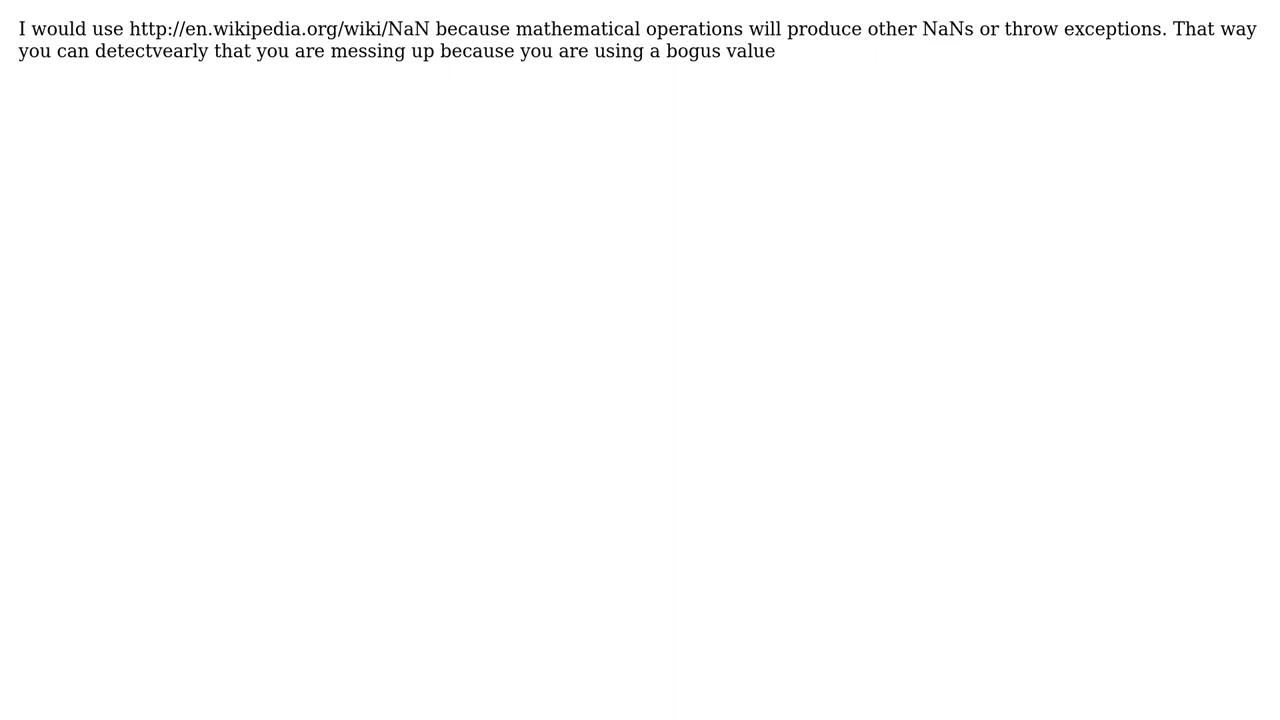 I would use http://en.wikipedia.org/wiki/NaN because mathematical operations will produce other NaNs or throw exceptions. That way
you can detectvearly that you are messing up because you are using a bogus value